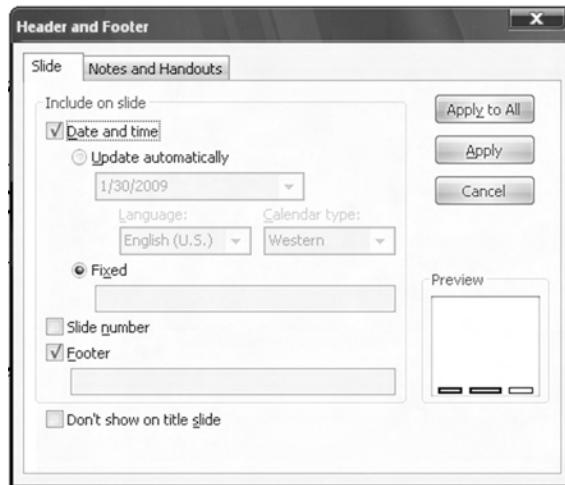 Header and Footer
X
Slide
Notes and Handouts
Include on slide
Date and time
Update automatically
1/30/2009
Language:
Calendar type:
English (U.S.)
Western
Fixed
Slide number
Footer
Don't show on title slide
Apply to All
Apply
Cancel
Preview